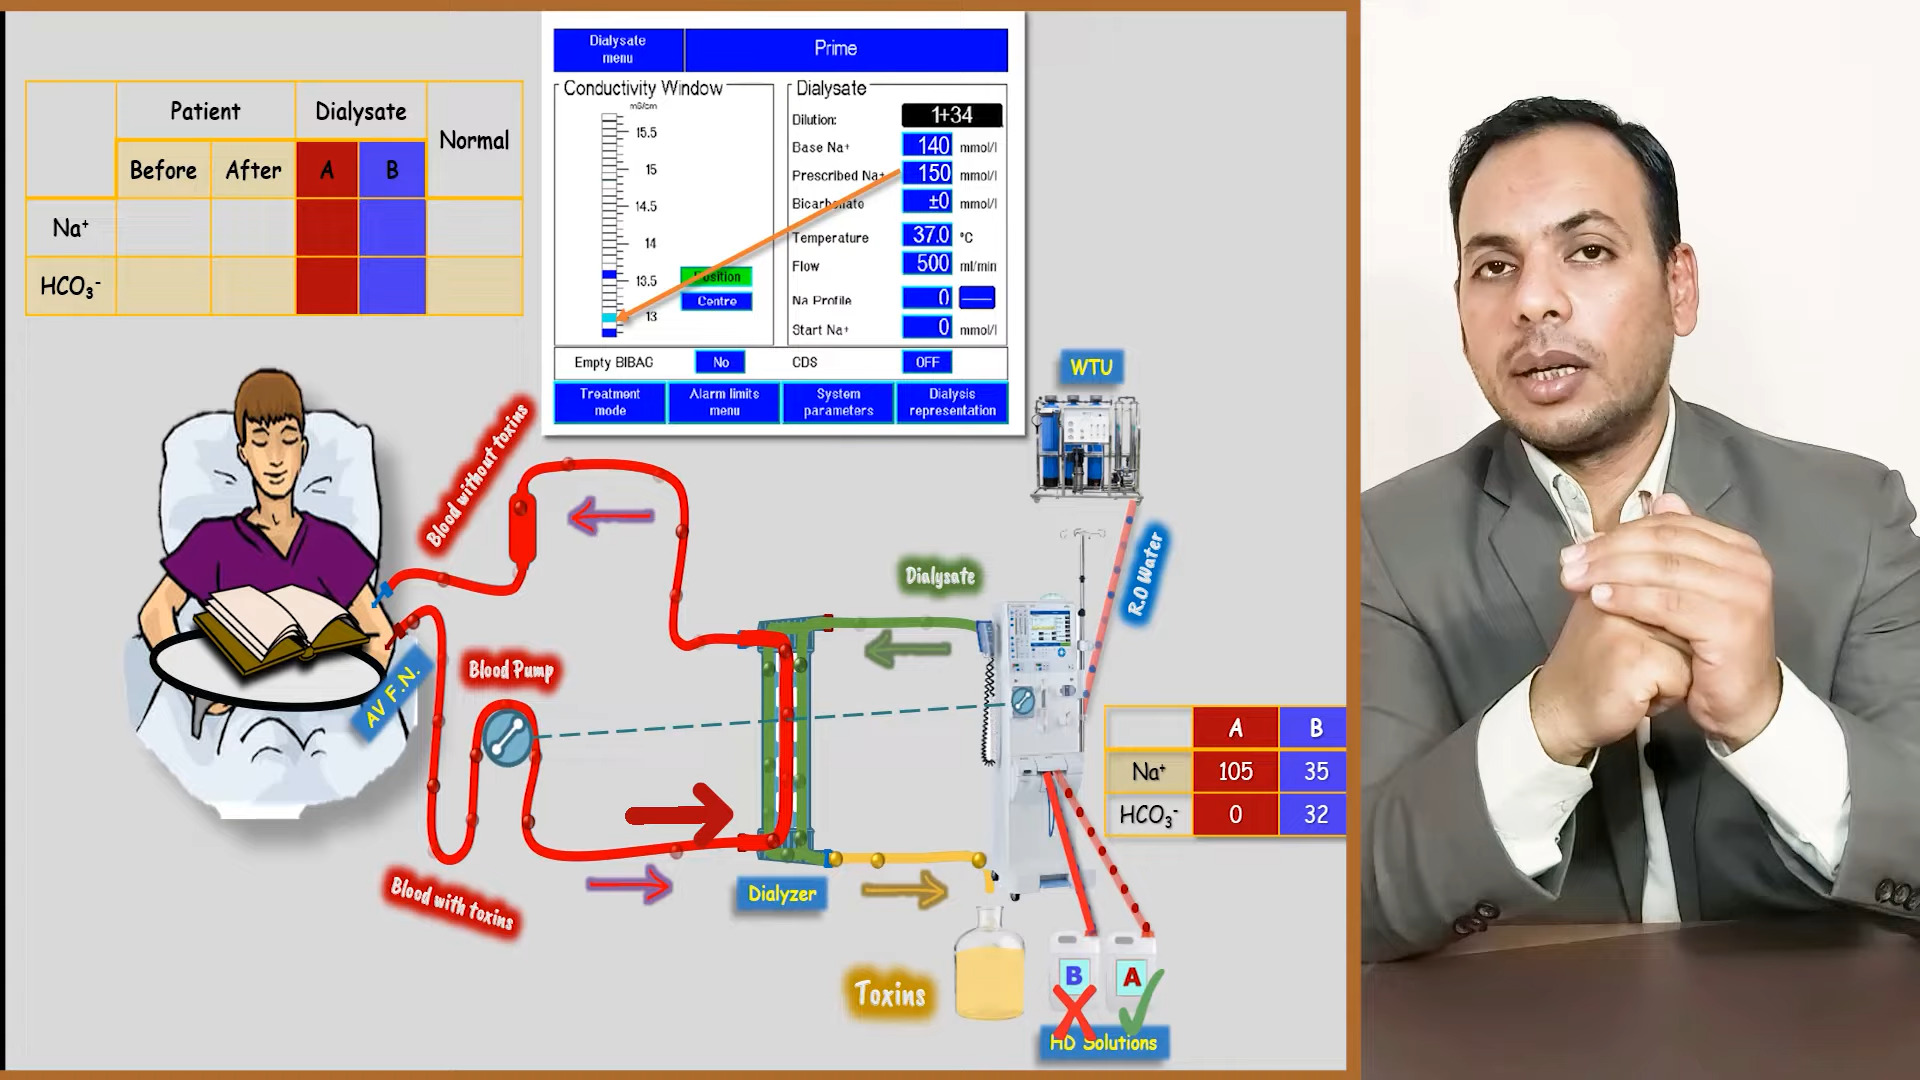 Patient
Dialysate
Normal
Before
After
A
B
Na⁺
HCO₃⁻
Dialysate
menu
Prime
Conductivity Window
mS/cm
15.5
15
14.5
14
13.5
13
Position
Centre
Dialysate
Dilution: 1+34
Base Na⁺ 140 mmol/l
Prescribed Na⁺ 150 mmol/l
Bicarbonate ±0 mmol/l
Temperature 37.0 °C
Flow 500 ml/min
Na Profile 0
Start Na⁺ 0 mmol/l
Empty BIBAG No CDS OFF
Treatment
mode
Alarm limits
menu
System
parameters
Dialysis
representation
WTU
Blood without toxins
R.O Water
Dialysate
Blood Pump
AV F.N.
A B
Na⁺ 105 35
HCO₃⁻ 0 32
Blood with toxins
Dialyzer
Toxins
B
A
HD Solutions